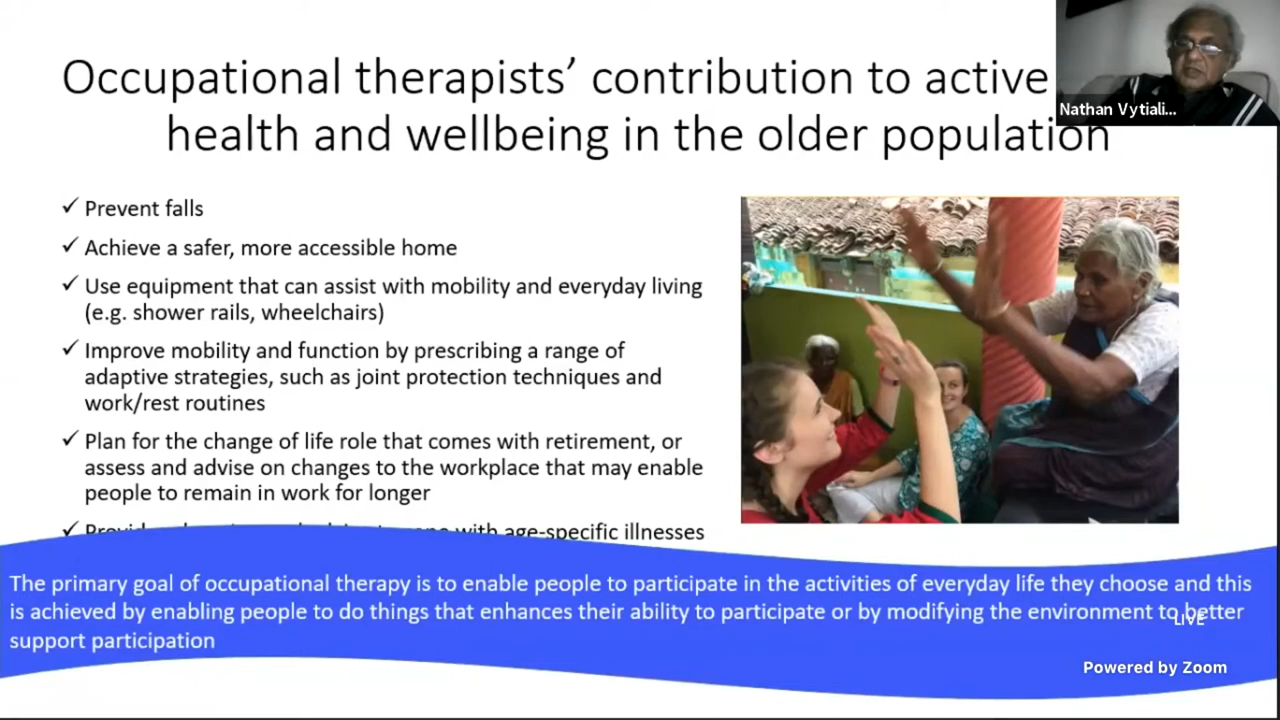 Occupational therapists’ contribution to active
health and wellbeing in the older population
Nathan Vytiali...
✓ Prevent falls
✓ Achieve a safer, more accessible home
✓ Use equipment that can assist with mobility and everyday living
(e.g. shower rails, wheelchairs)
✓ Improve mobility and function by prescribing a range of
adaptive strategies, such as joint protection techniques and
work/rest routines
✓ Plan for the change of life role that comes with retirement, or
assess and advise on changes to the workplace that may enable
people to remain in work for longer
✓ with age-specific illnesses
The primary goal of occupational therapy is to enable people to participate in the activities of everyday life they choose and this
is achieved by enabling people to do things that enhances their ability to participate or by modifying the environment to better
support participation
LIVE
Powered by Zoom